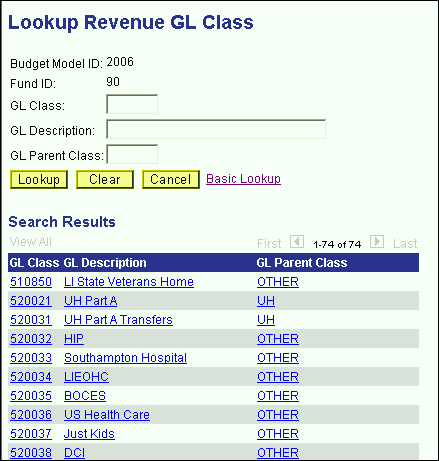 Lookup Revenue GL Class
Budget Model ID: 2006
Fund ID: 90
GL Class:
GL Description:
GL Parent Class:
Lookup Clear Cancel Basic Lookup
Search Results
View All First 1-74 of 74 Last
GL Class GL Description GL Parent Class
510850 LI State Veterans Home OTHER
520021 UH Part A UH
520031 UH Part A Transfers UH
520032 HIP OTHER
520033 Southampton Hospital OTHER
520034 LIEOHC OTHER
520035 BOCES OTHER
520036 US Health Care OTHER
520037 Just Kids OTHER
520038 DCI OTHER